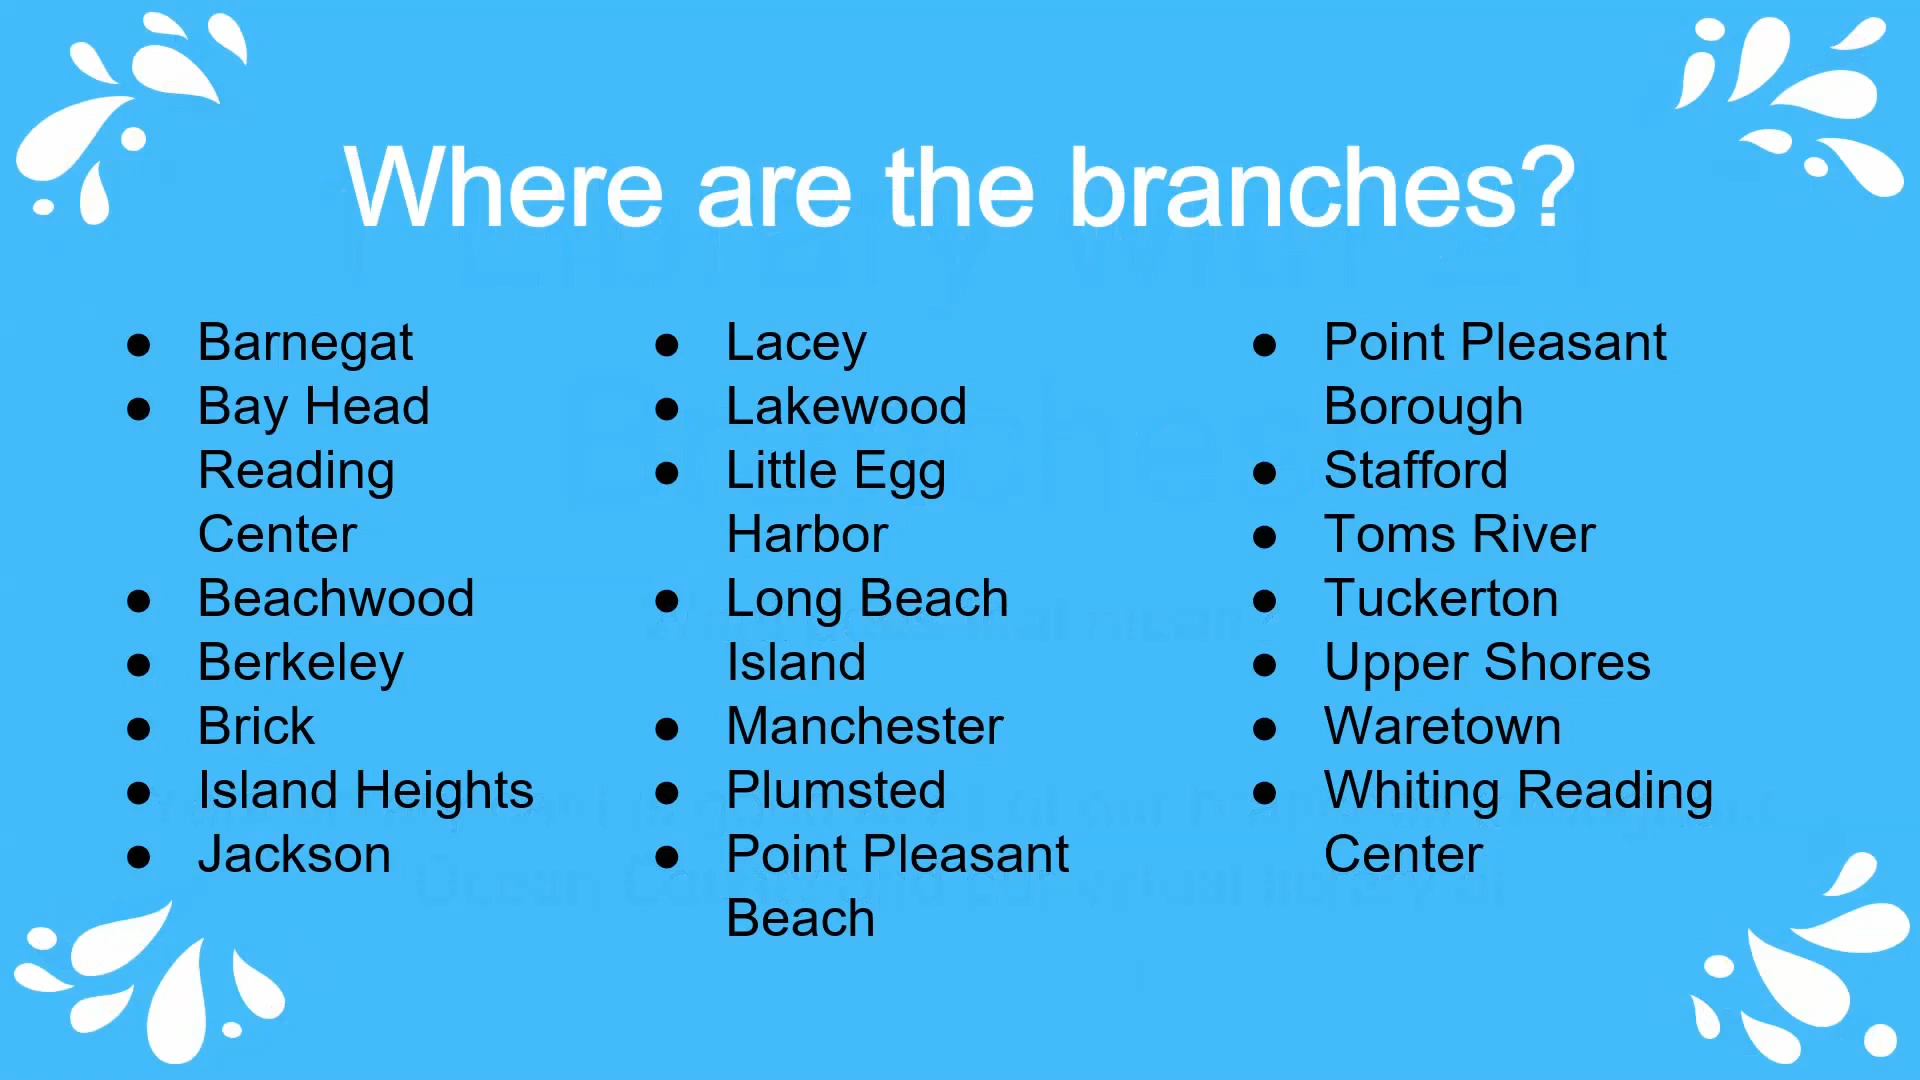 Where are the branches?
● Barnegat
● Bay Head
Reading
Center
● Beachwood
● Berkeley
● Brick
● Island Heights
● Jackson
● Lacey
● Lakewood
● Little Egg
Harbor
● Long Beach
Island
● Manchester
● Plumsted
● Point Pleasant
Beach
● Point Pleasant
Borough
● Stafford
● Toms River
● Tuckerton
● Upper Shores
● Waretown
● Whiting Reading
Center